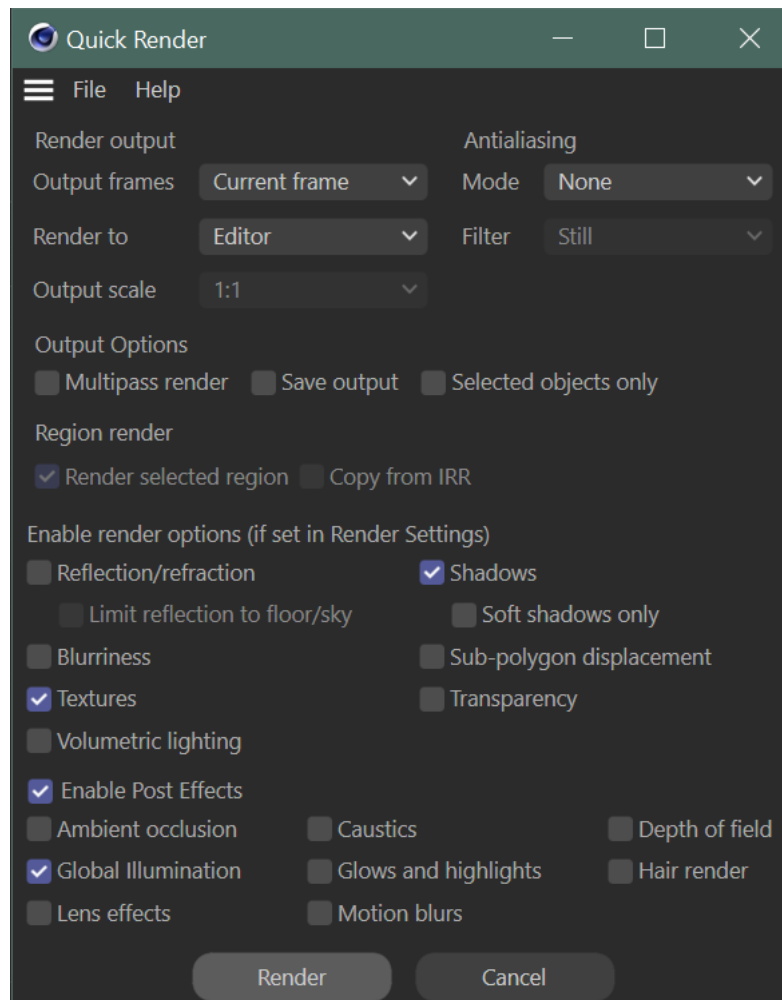 Quick Render
File Help
Render output Antialiasing
Output frames Current frame Mode None
Render to Editor Filter Still
Output scale 1:1
Output Options
Multipass render Save output Selected objects only
Region render
Render selected region Copy from IRR
Enable render options (if set in Render Settings)
Reflection/refraction Shadows
Limit reflection to floor/sky Soft shadows only
Blurriness Sub-polygon displacement
Textures Transparency
Volumetric lighting
Enable Post Effects
Ambient occlusion Caustics Depth of field
Global Illumination Glows and highlights Hair render
Lens effects Motion blurs
Render Cancel